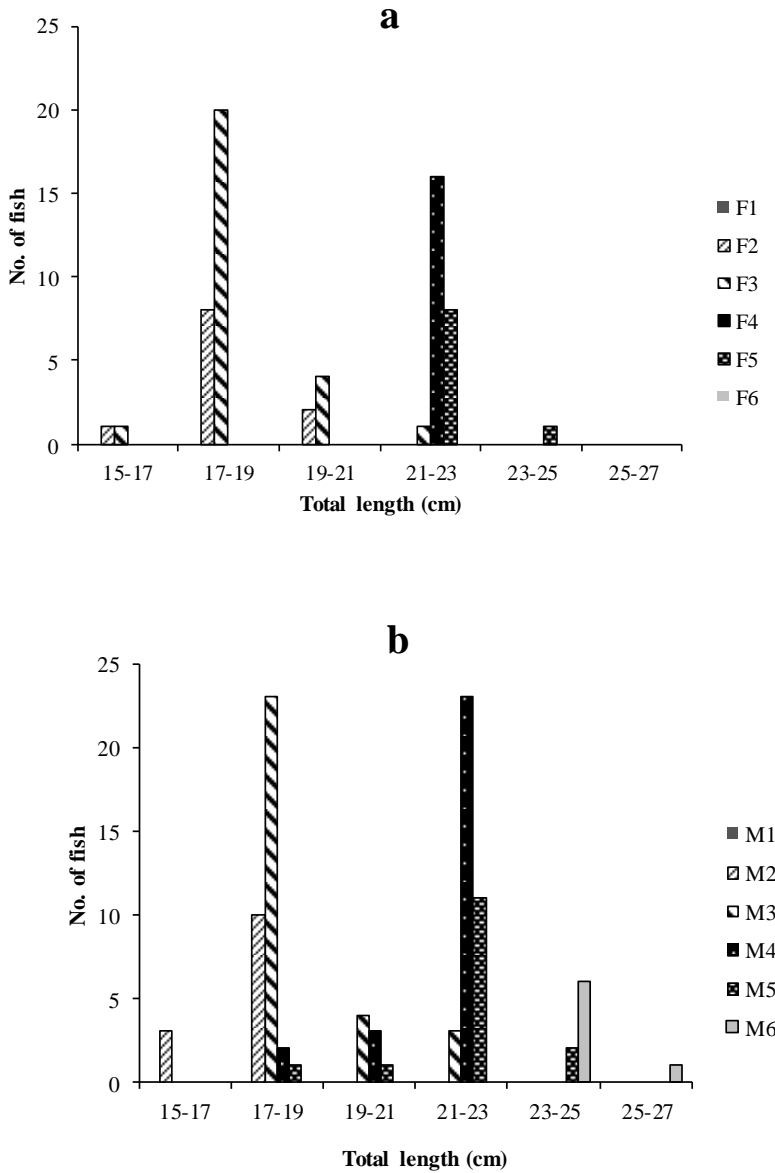 a
25
20
15
10
5
0
No. of fish
15-17 17-19 19-21 21-23 23-25 25-27
Total length (cm)
F1
F2
F3
F4
F5
F6
b
25
20
15
10
5
0
No. of fish
15-17 17-19 19-21 21-23 23-25 25-27
Total length (cm)
M1
M2
M3
M4
M5
M6